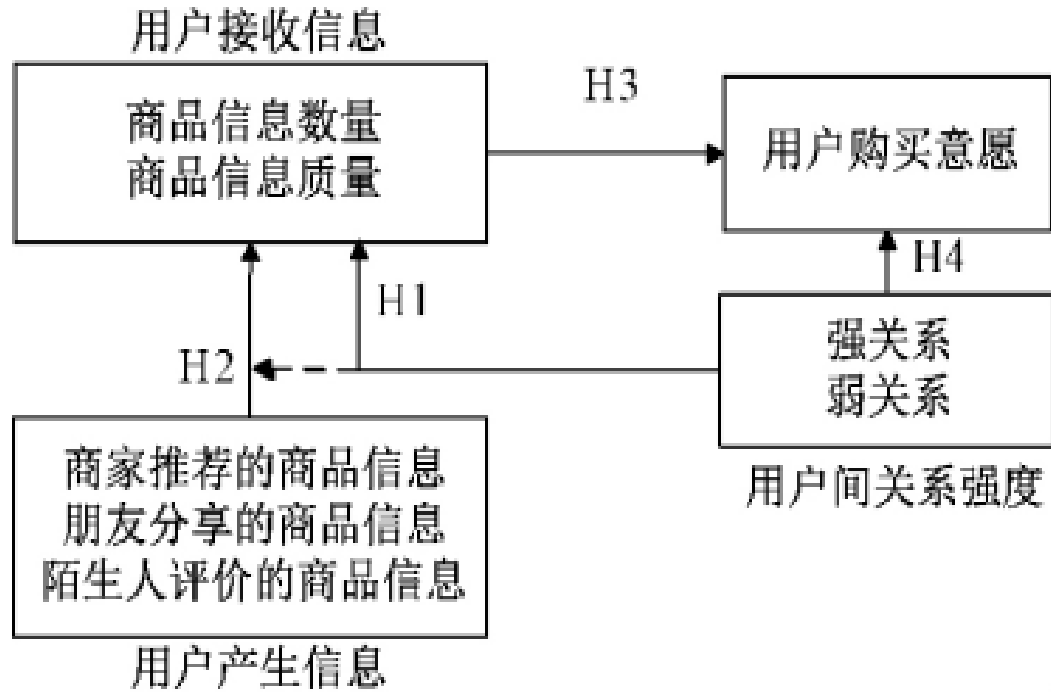 用户接收信息
商品信息数量
商品信息质量
H3
用户购买意愿
H4
H1
强关系
弱关系
H2
用户间关系强度
商家推荐的商品信息
朋友分享的商品信息
陌生人评价的商品信息
用户产生信息